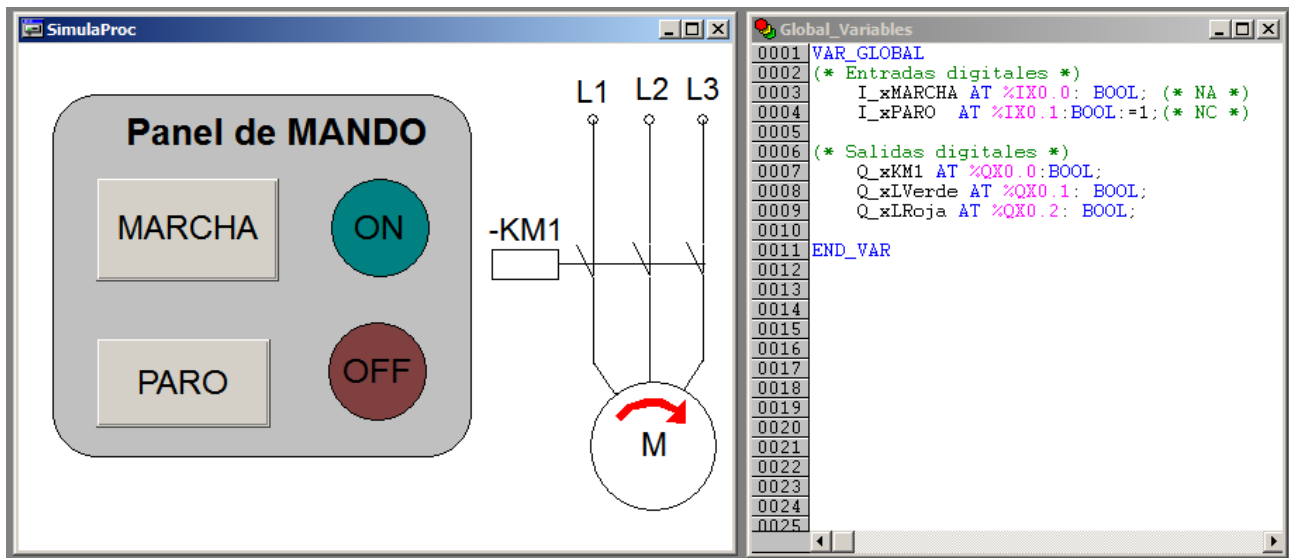 SimulaProc
Panel de MANDO
MARCHA
ON
PARO
OFF
L1 L2 L3
-KM1
M
Global_Variables
0001 VAR_GLOBAL
0002 (* Entradas digitales *)
0003 I_xMARCHA AT %IX0.0: BOOL; (* NA *)
0004 I_xPARO AT %IX0.1:BOOL:=1;(* NC *)
0005
0006 (* Salidas digitales *)
0007 Q_xKM1 AT %QX0.0:BOOL;
0008 Q_xLVerde AT %QX0.1: BOOL;
0009 Q_xLRoja AT %QX0.2: BOOL;
0010
0011 END_VAR
0012
0013
0014
0015
0016
0017
0018
0019
0020
0021
0022
0023
0024
0025